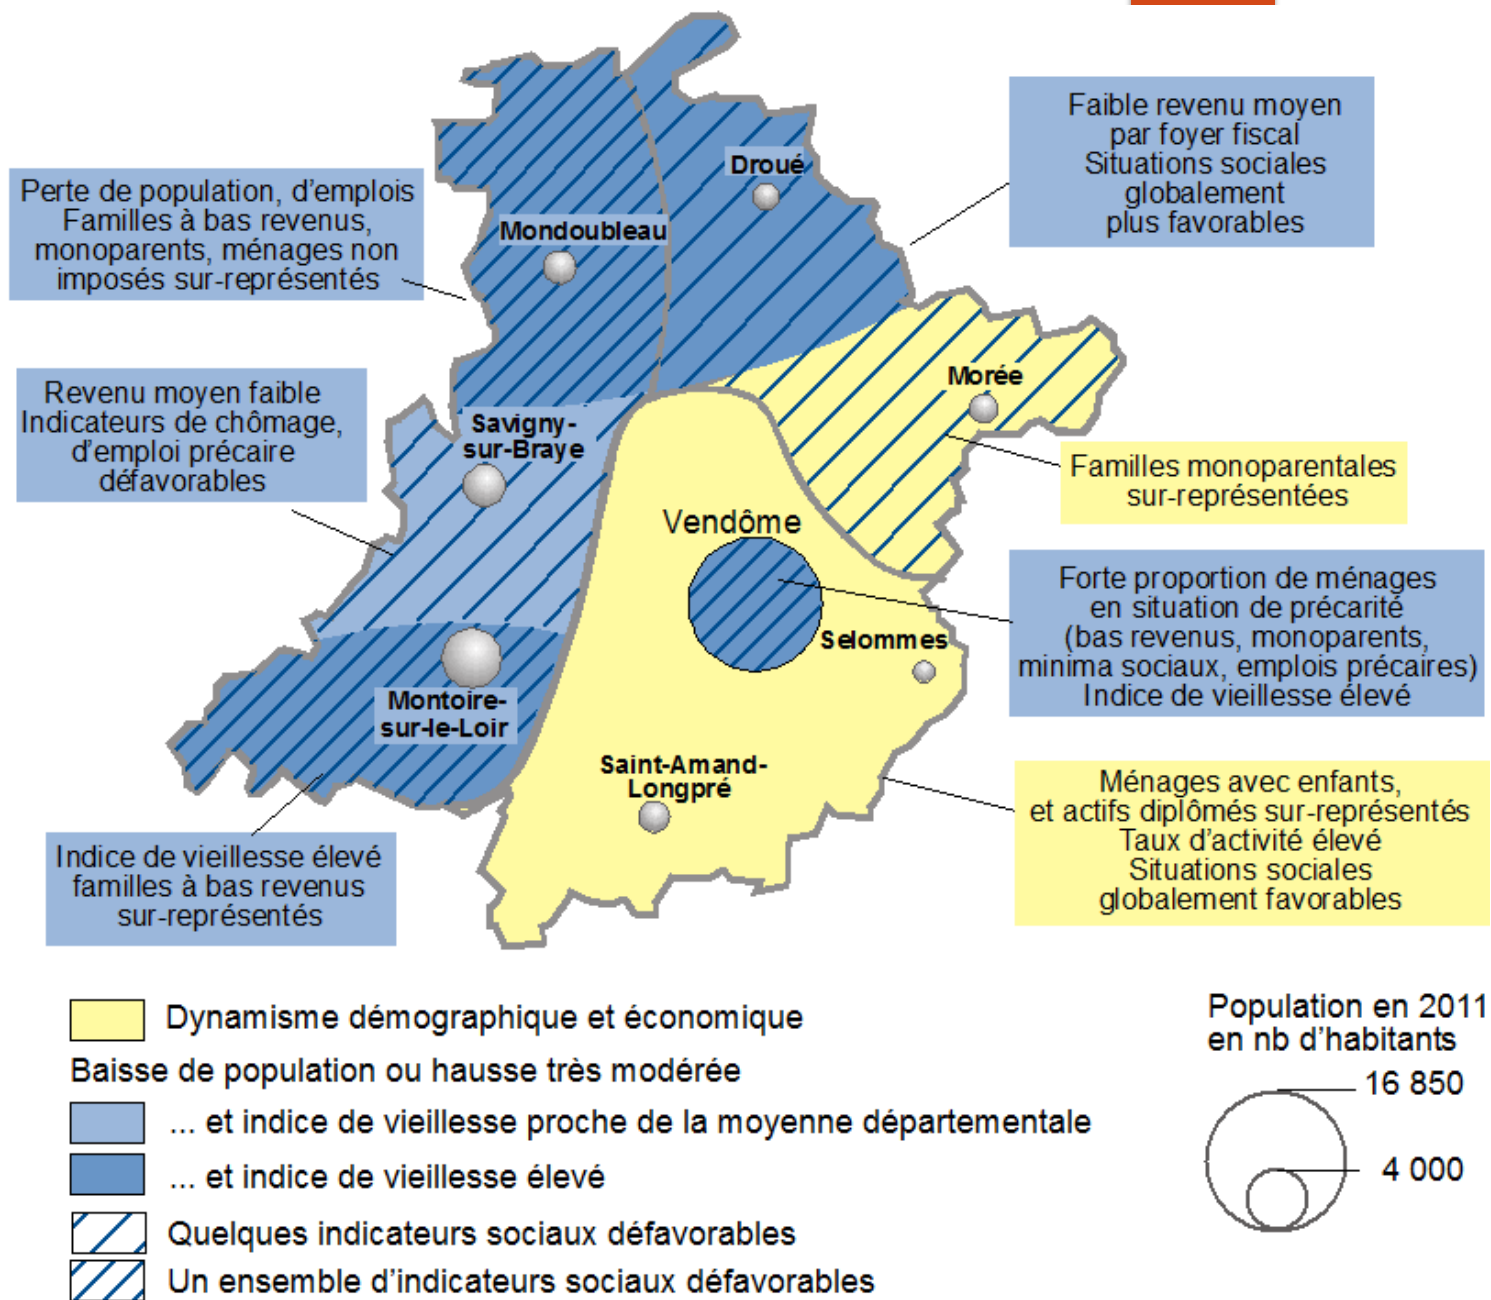 Faible revenu moyen
par foyer fiscal
Situations sociales
globalement
plus favorables
Droué
Perte de population, d'emplois
Familles à bas revenus,
monoparents, ménages non
imposés sur-représentés
Mondoubleau
Revenu moyen faible
Indicateurs de chômage,
d'emploi précaire
défavorables
Morée
Savigny-
sur-Braye
Familles monoparentales
sur-représentées
Vendôme
Forte proportion de ménages
en situation de précarité
(bas revenus, monoparents,
minima sociaux, emplois précaires)
Indice de vieillesse élevé
Selommes
Montoire-
sur-le-Loir
Saint-Amand-
Longpré
Ménages avec enfants,
et actifs diplômés sur-représentés
Taux d'activité élevé
Situations sociales
globalement favorables
Indice de vieillesse élevé
familles à bas revenus
sur-représentés
Dynamisme démographique et économique
Baisse de population ou hausse très modérée
... et indice de vieillesse proche de la moyenne départementale
... et indice de vieillesse élevé
Quelques indicateurs sociaux défavorables
Un ensemble d'indicateurs sociaux défavorables
Population en 2011
en nb d'habitants
16 850
4 000